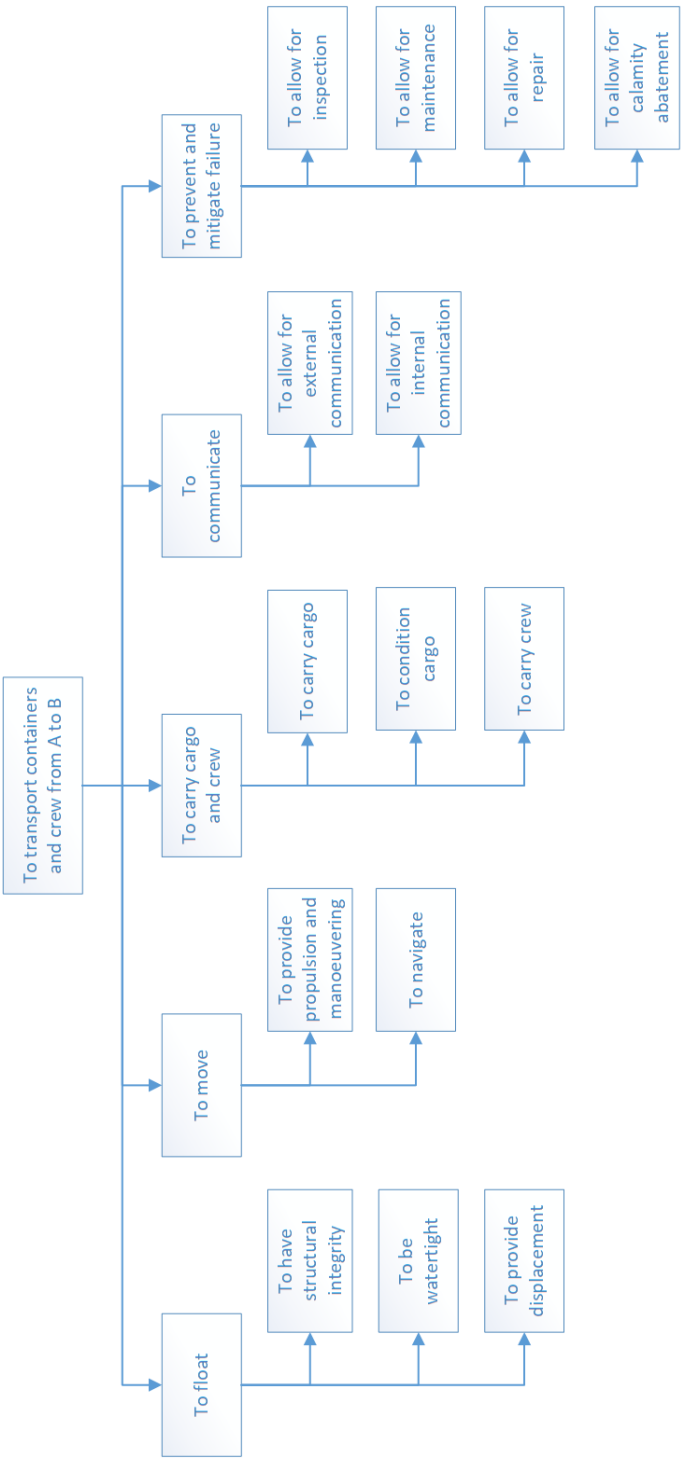 To transport containers
and crew from A to B
To float
To have
structural
integrity
To be
watertight
To provide
displacement
To move
To provide
propulsion and
manoeuvering
To navigate
To carry cargo
and crew
To carry cargo
To condition
cargo
To carry crew
To
communicate
To allow for
external
communication
To allow for
internal
communication
To prevent and
mitigate failure
To allow for
inspection
To allow for
maintenance
To allow for
repair
To allow for
calamity
abatement